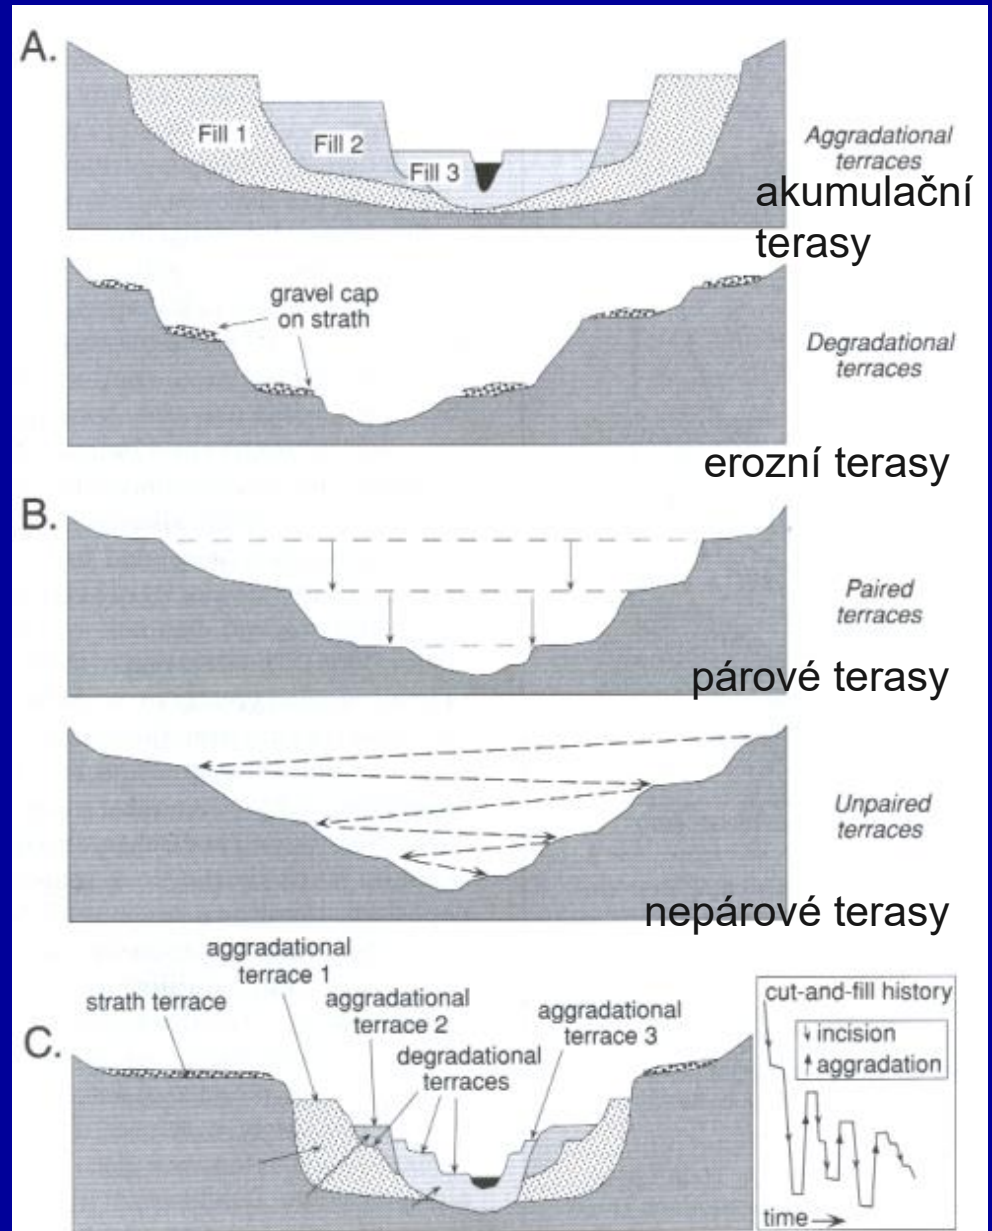 A.
Fill 1
Fill 2
Fill 3
Aggradational
terraces
akumulační
terasy
gravel cap
on strath
Degradational
terraces
erozní terasy
B.
Paired
terraces
párové terasy
Unpaired
terraces
nepárové terasy
C.
aggradational
terrace 1
strath terrace
aggradational
terrace 2
degradational
terraces
aggradational
terrace 3
cut-and-fill history
incision
aggradation
time